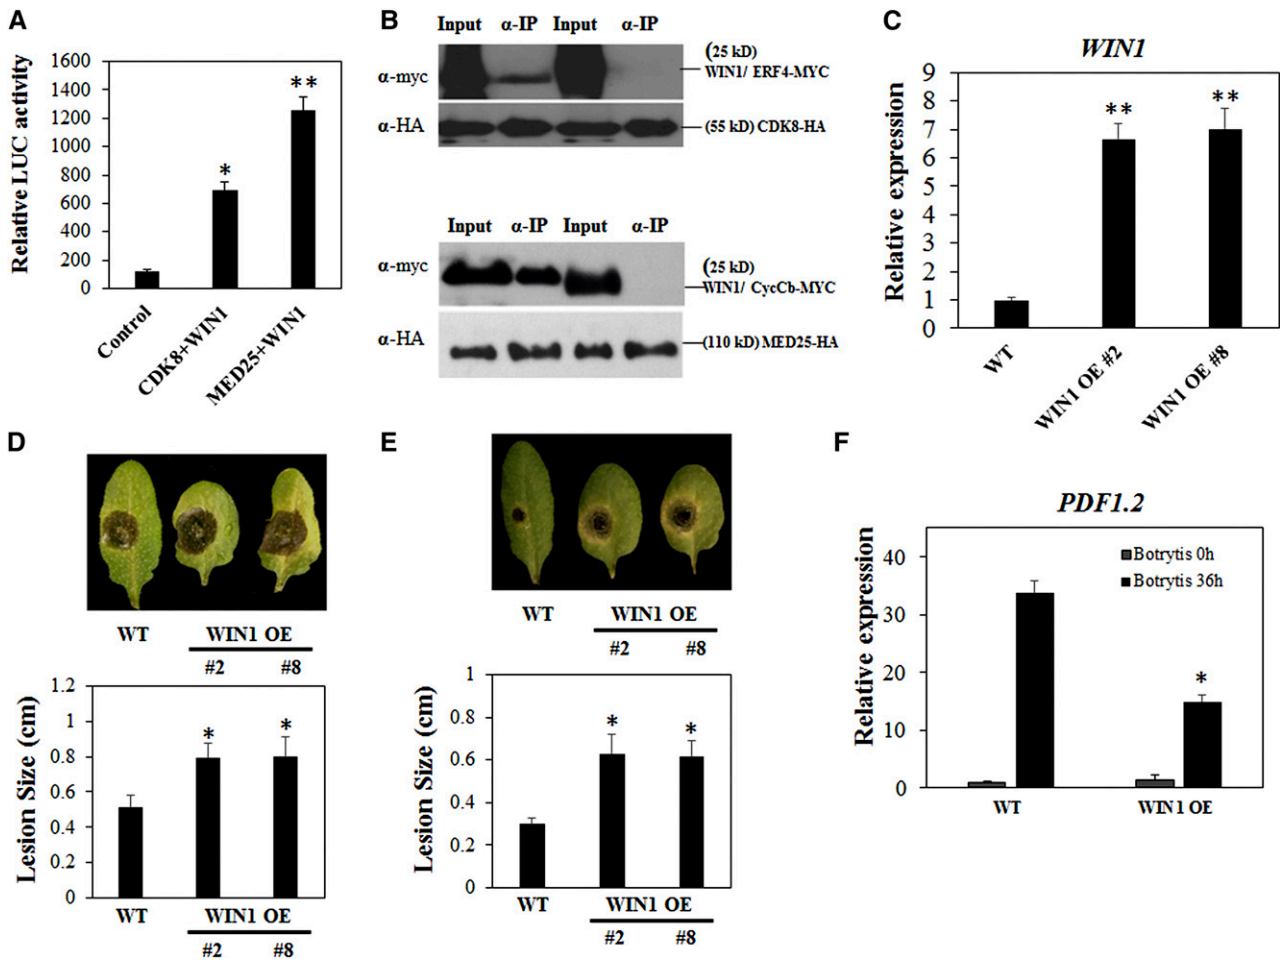 A
Relative LUC activity
1600
1400
1200
1000
800
600
400
200
0
*
**
Control
CDK8+WIN1
MED25+WIN1
B
Input α-IP Input α-IP
α-myc
(25 kD)
WIN1/ ERF4-MYC
α-HA
(55 kD) CDK8-HA
Input α-IP Input α-IP
α-myc
(25 kD)
WIN1/ CycCb-MYC
α-HA
(110 kD) MED25-HA
C
WIN1
Relative expression
9
8
7
6
5
4
3
2
1
0
**
**
WT
WIN1 OE #2
WIN1 OE #8
D
WT WIN1 OE
#2 #8
Lesion Size (cm)
1.2
1
0.8
0.6
0.4
0.2
0
*
*
WT WIN1 OE
#2 #8
E
WT WIN1 OE
#2 #8
Lesion Size (cm)
1
0.8
0.6
0.4
0.2
0
*
*
WT WIN1 OE
#2 #8
F
PDF1.2
Relative expression
40
30
20
10
0
Botrytis 0h
Botrytis 36h
*
WT WIN1 OE